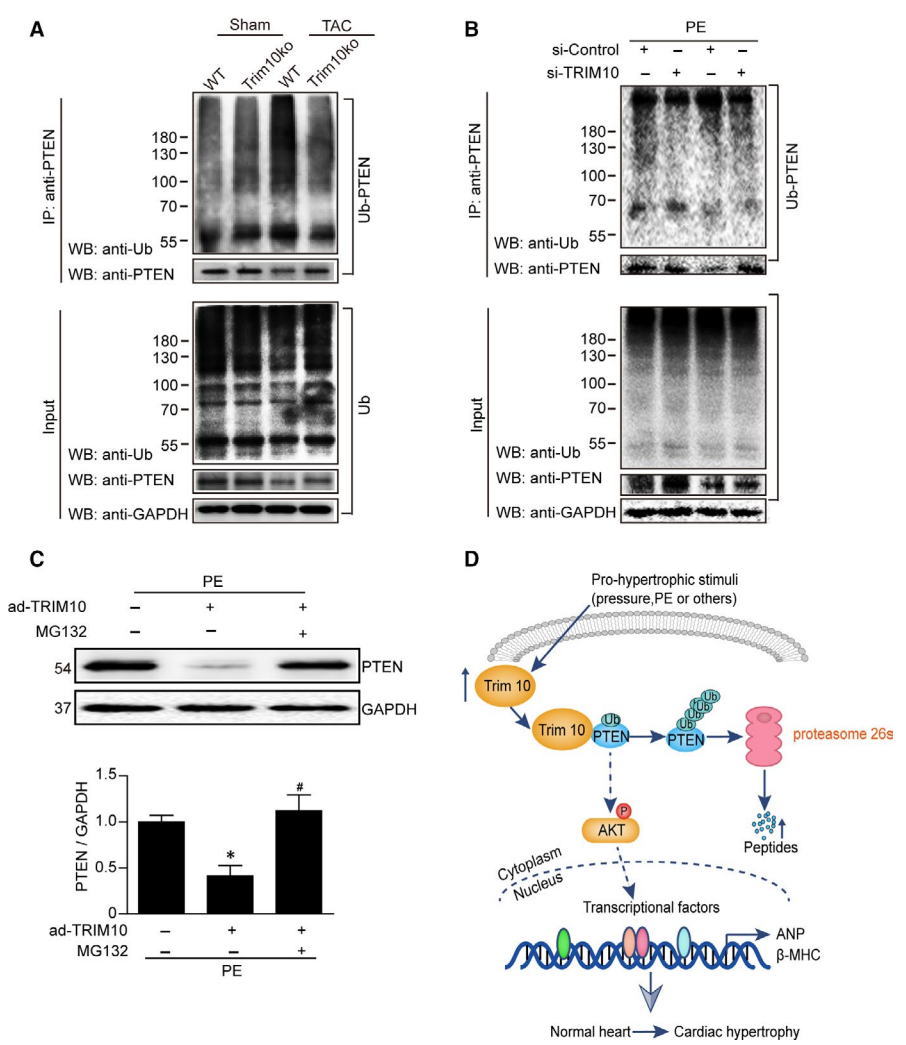 A
Sham TAC
WT Trim10ko WT Trim10ko
IP: anti-PTEN
180
130
100
70
55
WB: anti-Ub
WB: anti-PTEN
Ub-PTEN
Input
180
130
100
70
55
WB: anti-Ub
WB: anti-PTEN
WB: anti-GAPDH
Ub
B
PE
si-Control + – + –
si-TRIM10 – + – +
IP: anti-PTEN
180
130
100
70
55
WB: anti-Ub
WB: anti-PTEN
Ub-PTEN
Input
180
130
100
70
55
WB: anti-Ub
WB: anti-PTEN
WB: anti-GAPDH
C
PE
ad-TRIM10 – + +
MG132 – – +
54 PTEN
37 GAPDH
PTEN / GAPDH
1.5
1.0
0.5
0
*
#
ad-TRIM10 – + +
MG132 – – +
PE
D
Pro-hypertrophic stimuli
(pressure,PE or others)
Trim 10
Trim 10
Ub
PTEN
Ub
Ub
Ub
Ub
PTEN
proteasome 26s
P
AKT
Peptides
Cytoplasm
Nucleus
Transcriptional factors
ANP
β-MHC
Normal heart Cardiac hypertrophy